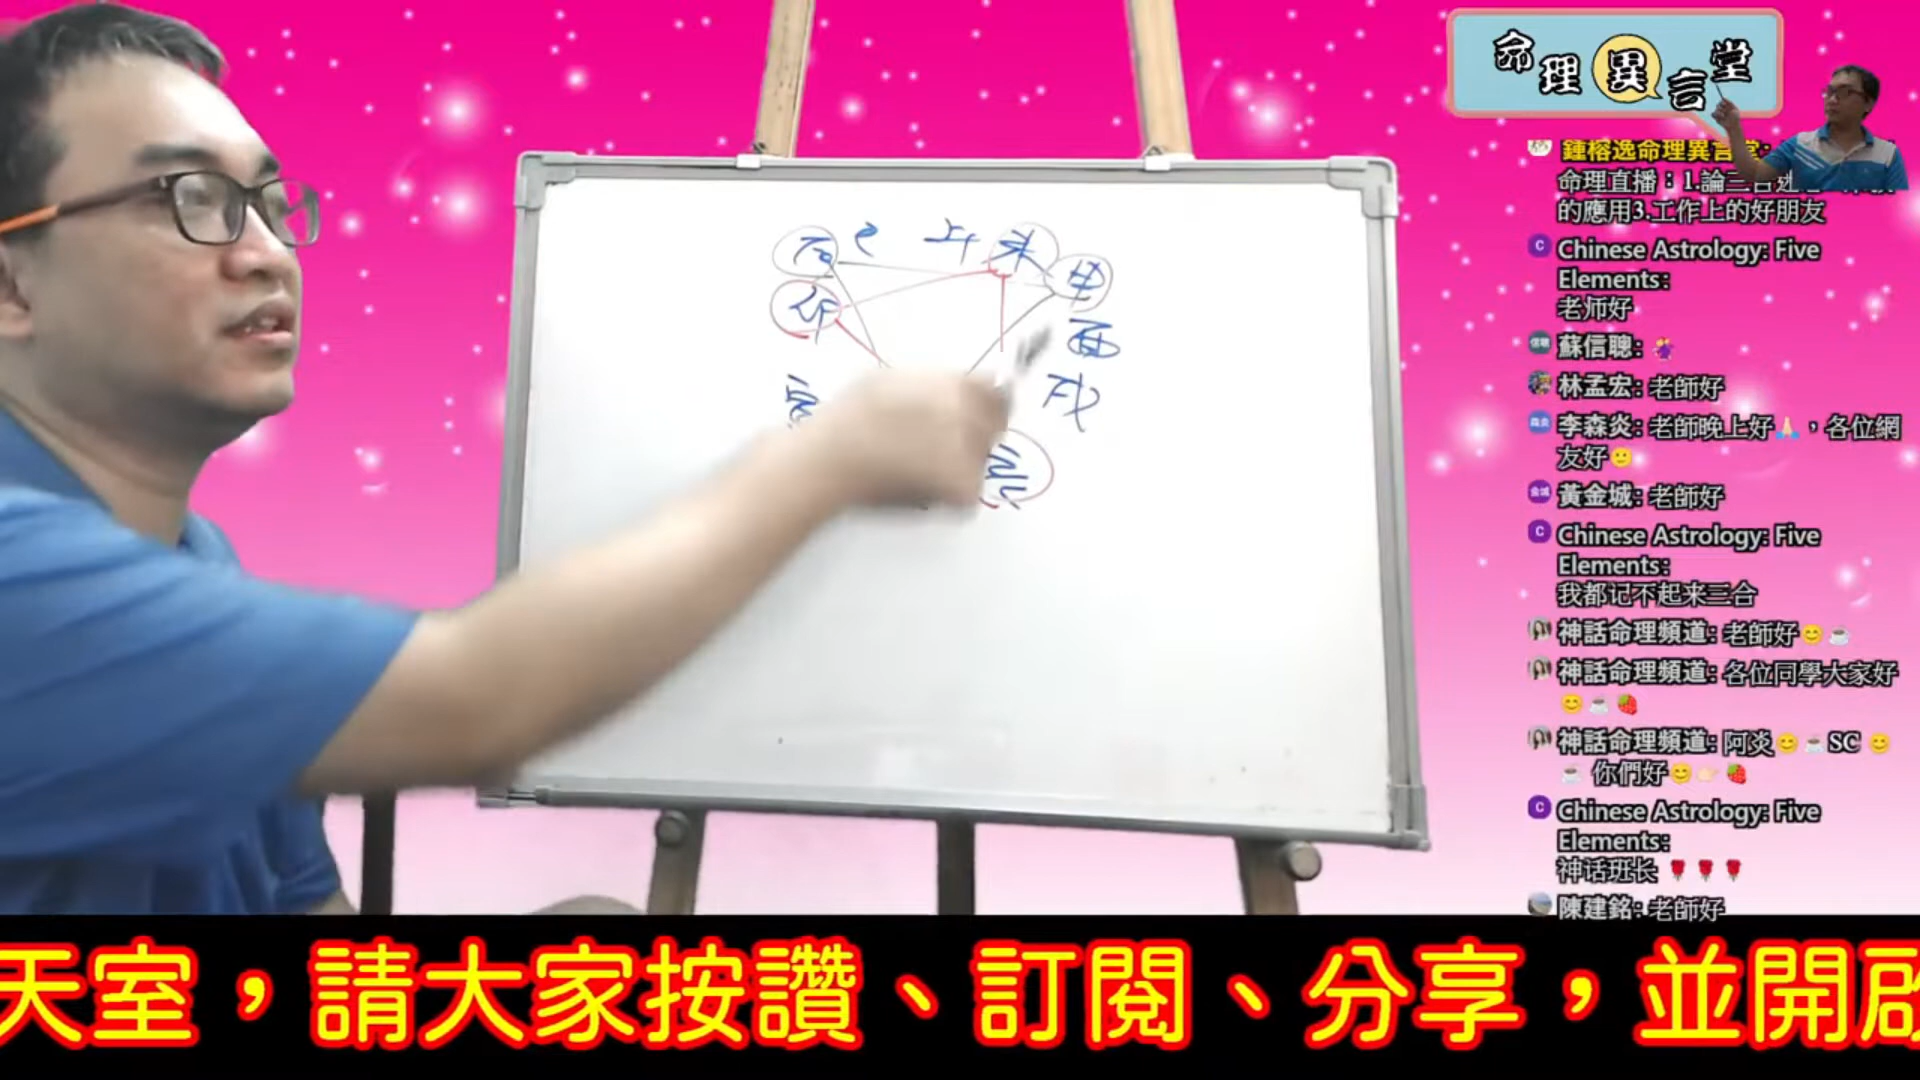 命理異言堂
鍾榕逸命理異言堂:
命理直播：1.論三合
的應用3.工作上的好朋友
Chinese Astrology: Five
Elements:
老师好
蘇信聰:
林孟宏: 老師好
李森炎: 老師晚上好，各位網
友好
黃金城: 老師好
Chinese Astrology: Five
Elements:
我都记不起来三合
神話命理頻道: 老師好
神話命理頻道: 各位同學大家好
神話命理頻道: 阿炎 SC
你們好
Chinese Astrology: Five
Elements:
神话班长
陳建銘: 老師好
巳 午 未
申
卯
酉
戌
亥
天室，請大家按讚、訂閱、分享，並開啟